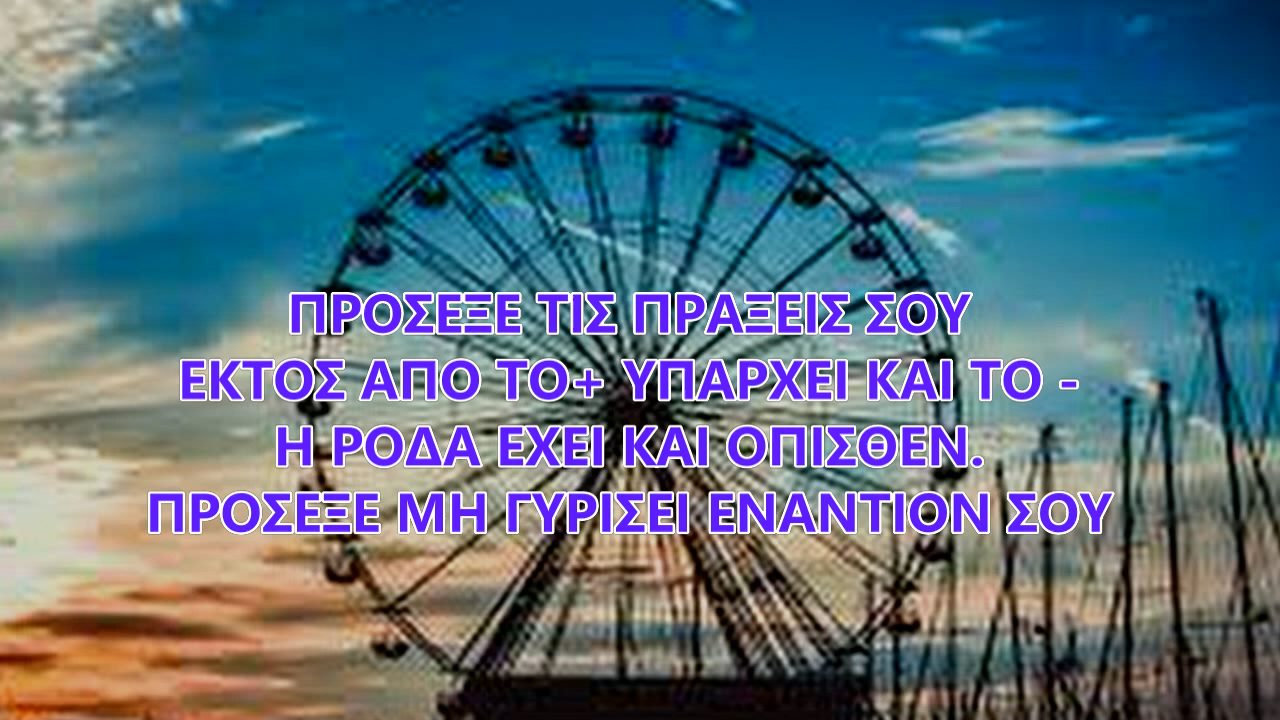 ΠΡΟΣΕΞΕ ΤΙΣ ΠΡΑΞΕΙΣ ΣΟΥ
ΕΚΤΟΣ ΑΠΟ ΤΟ+ ΥΠΑΡΧΕΙ ΚΑΙ ΤΟ -
Η ΡΟΔΑ ΕΧΕΙ ΚΑΙ ΟΠΙΣΘΕΝ.
ΠΡΟΣΕΞΕ ΜΗ ΓΥΡΙΣΕΙ ΕΝΑΝΤΙΟΝ ΣΟΥ